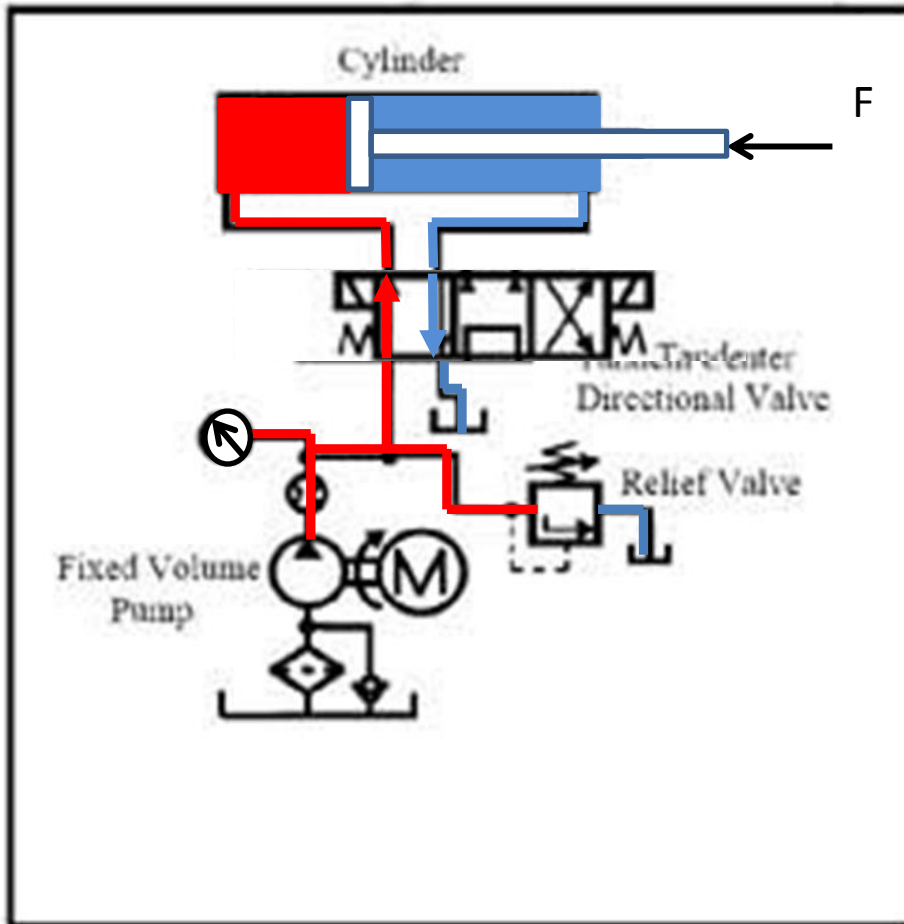 Cylinder
F
M M
Directional Valve
Relief Valve
Fixed Volume
Pump
M